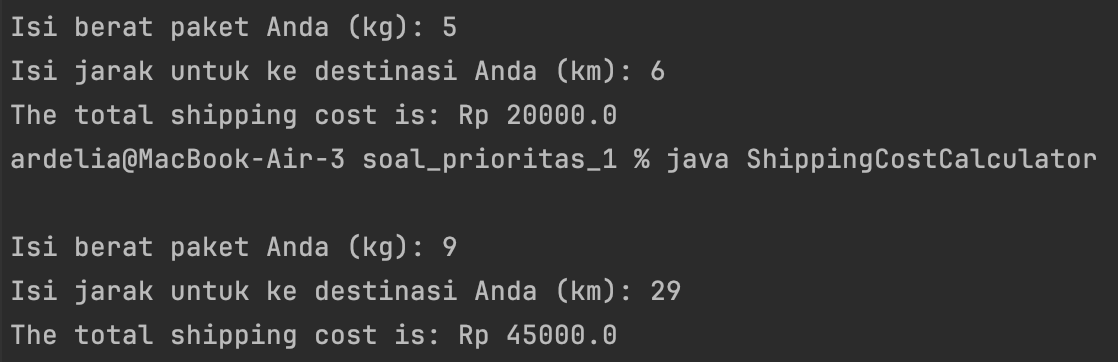 Isi berat paket Anda (kg): 5
Isi jarak untuk ke destinasi Anda (km): 6
The total shipping cost is: Rp 20000.0
ardelia@MacBook-Air-3 soal_prioritas_1 % java ShippingCostCalculator
Isi berat paket Anda (kg): 9
Isi jarak untuk ke destinasi Anda (km): 29
The total shipping cost is: Rp 45000.0